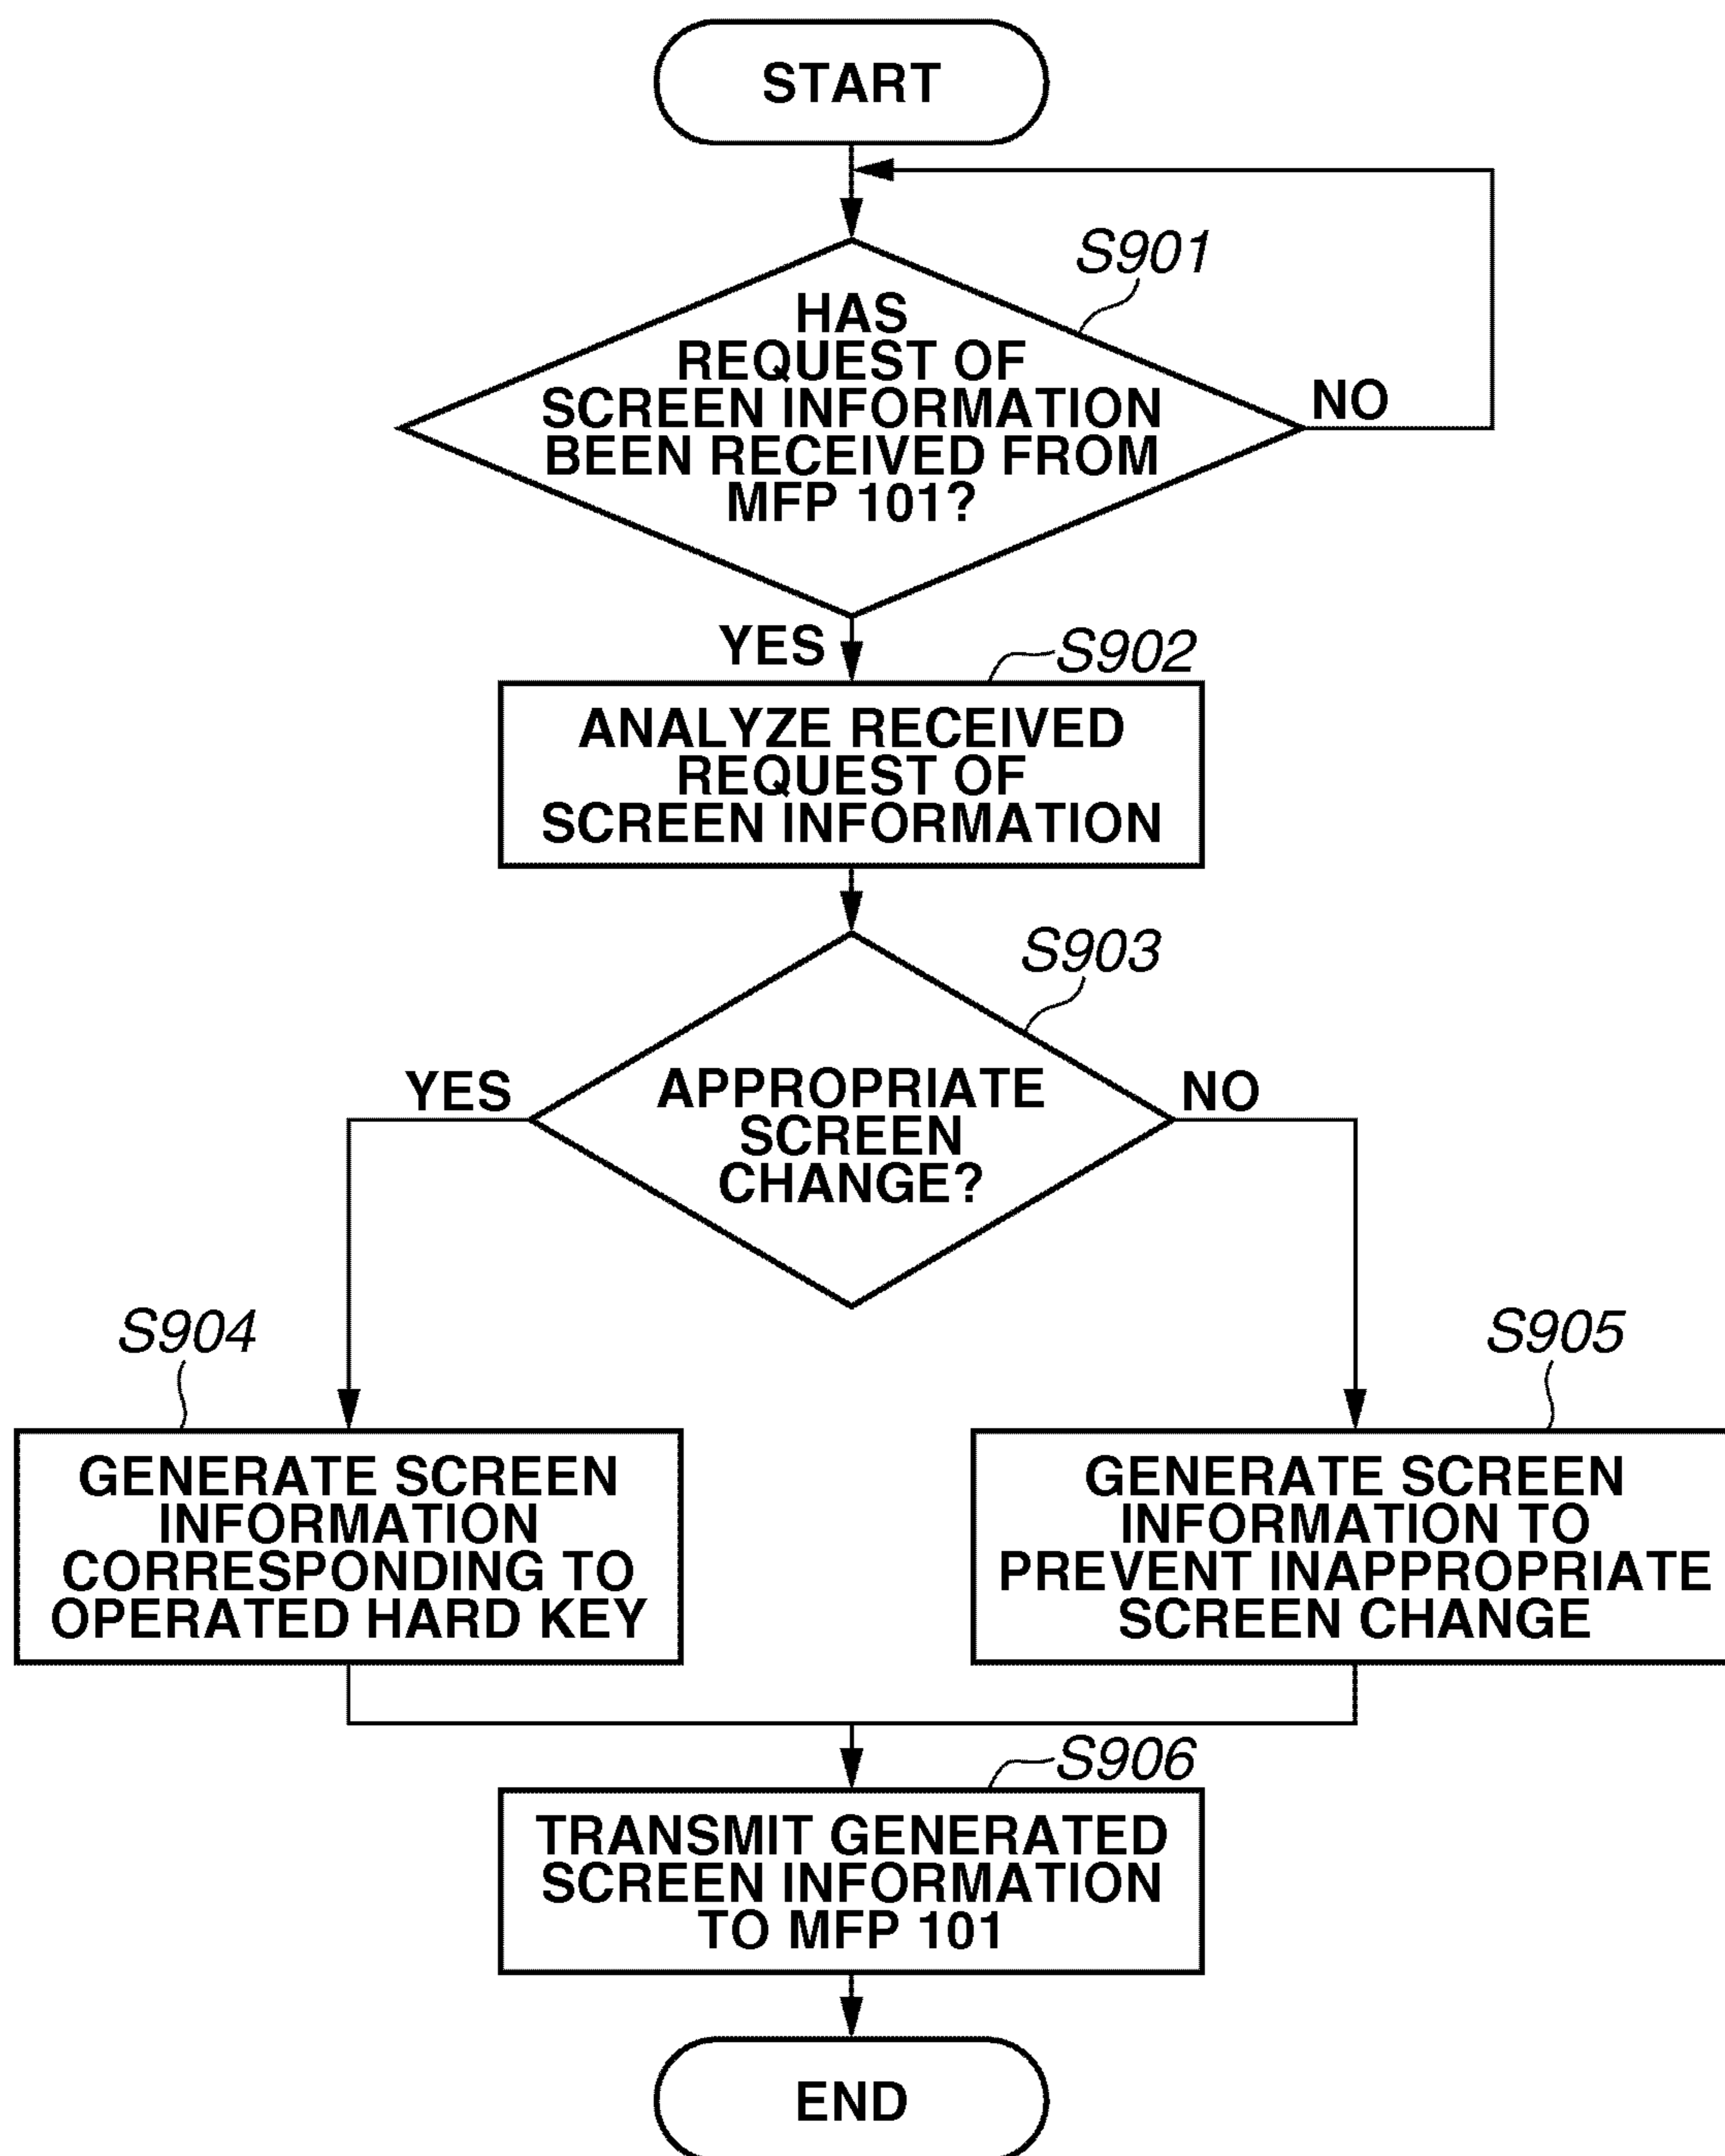 START
S901
HAS
REQUEST OF
SCREEN INFORMATION
BEEN RECEIVED FROM
MFP 101?
NO
YES
S902
ANALYZE RECEIVED
REQUEST OF
SCREEN INFORMATION
S903
YES
APPROPRIATE
SCREEN
CHANGE?
NO
S904
GENERATE SCREEN
INFORMATION
CORRESPONDING TO
OPERATED HARD KEY
S905
GENERATE SCREEN
INFORMATION TO
PREVENT INAPPROPRIATE
SCREEN CHANGE
S906
TRANSMIT GENERATED
SCREEN INFORMATION
TO MFP 101
END